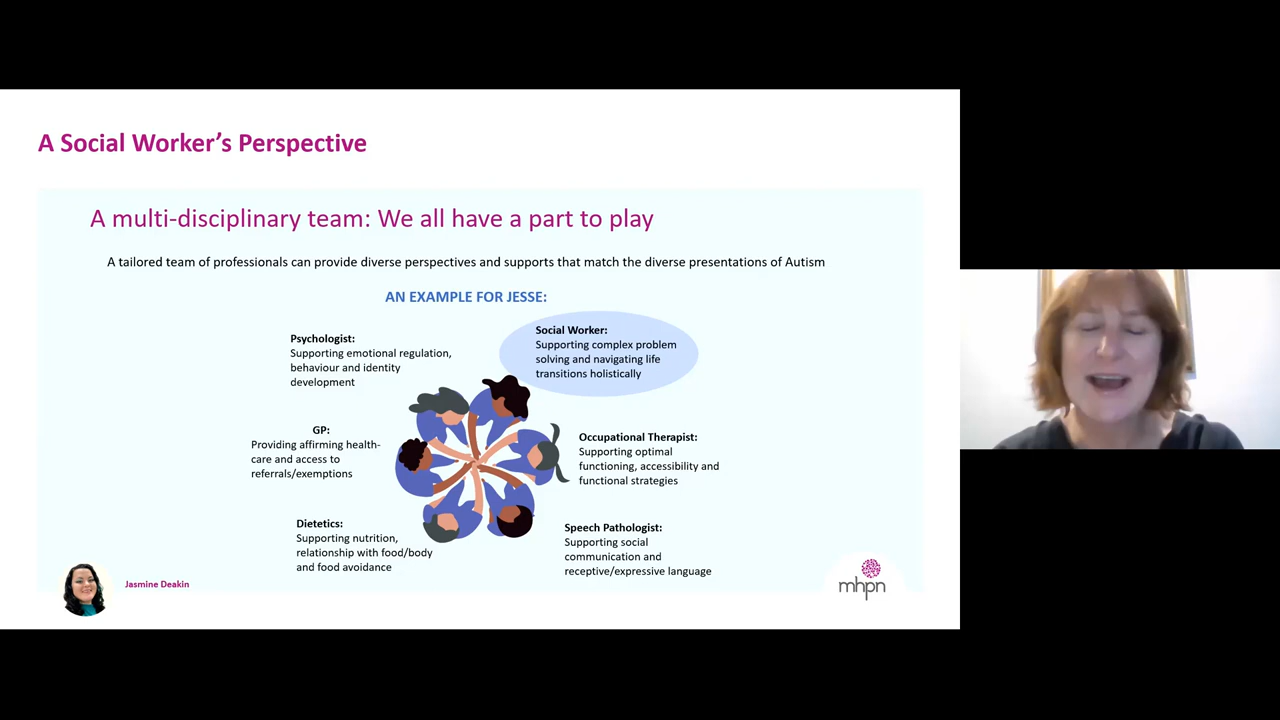 A Social Worker’s Perspective
A multi-disciplinary team: We all have a part to play
A tailored team of professionals can provide diverse perspectives and supports that match the diverse presentations of Autism
AN EXAMPLE FOR JESSE:
Psychologist:
Supporting emotional regulation,
behaviour and identity
development
Social Worker:
Supporting complex problem
solving and navigating life
transitions holistically
GP:
Providing affirming health-
care and access to
referrals/exemptions
Occupational Therapist:
Supporting optimal
functioning, accessibility and
functional strategies
Dietetics:
Supporting nutrition,
relationship with food/body
and food avoidance
Speech Pathologist:
Supporting social
communication and
receptive/expressive language
Jasmine Deakin
mhpn